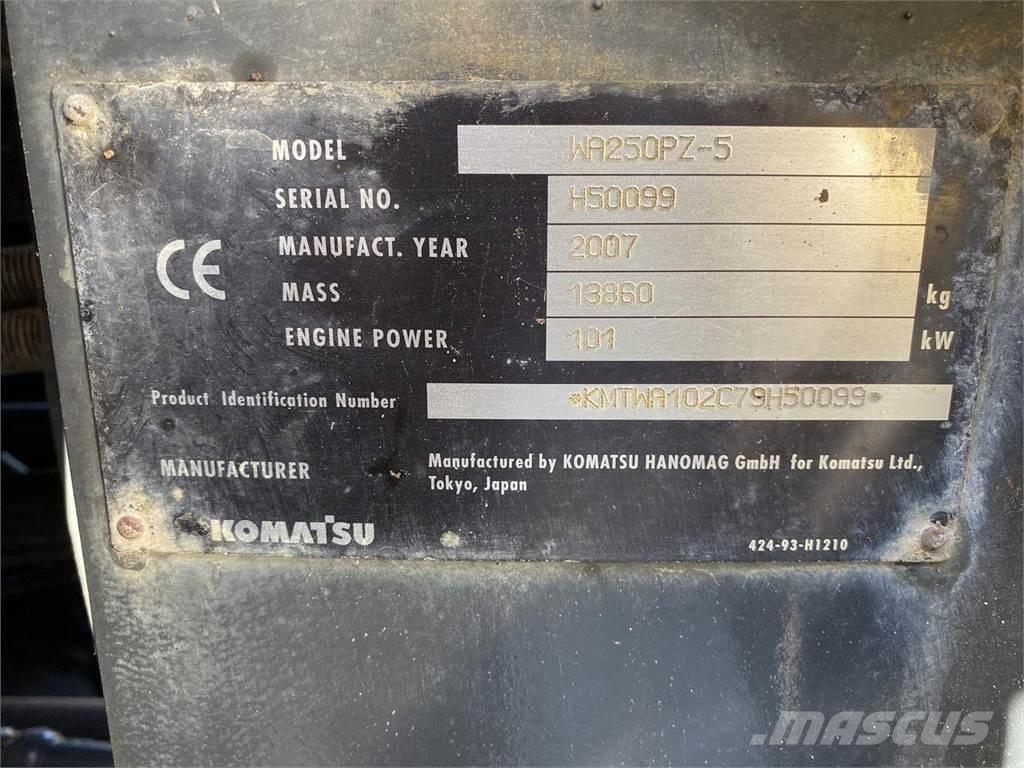 MODEL WA250PZ-5
SERIAL NO. H50099
MANUFACT. YEAR 2007
CE
MASS 13860 kg
ENGINE POWER 101 kW
Product Identification Number *KMTWA102C79H50099*
MANUFACTURER Manufactured by KOMATSU HANOMAG GmbH for Komatsu Ltd.,
Tokyo, Japan
KOMATSU
424-93-H1210
MASCUS